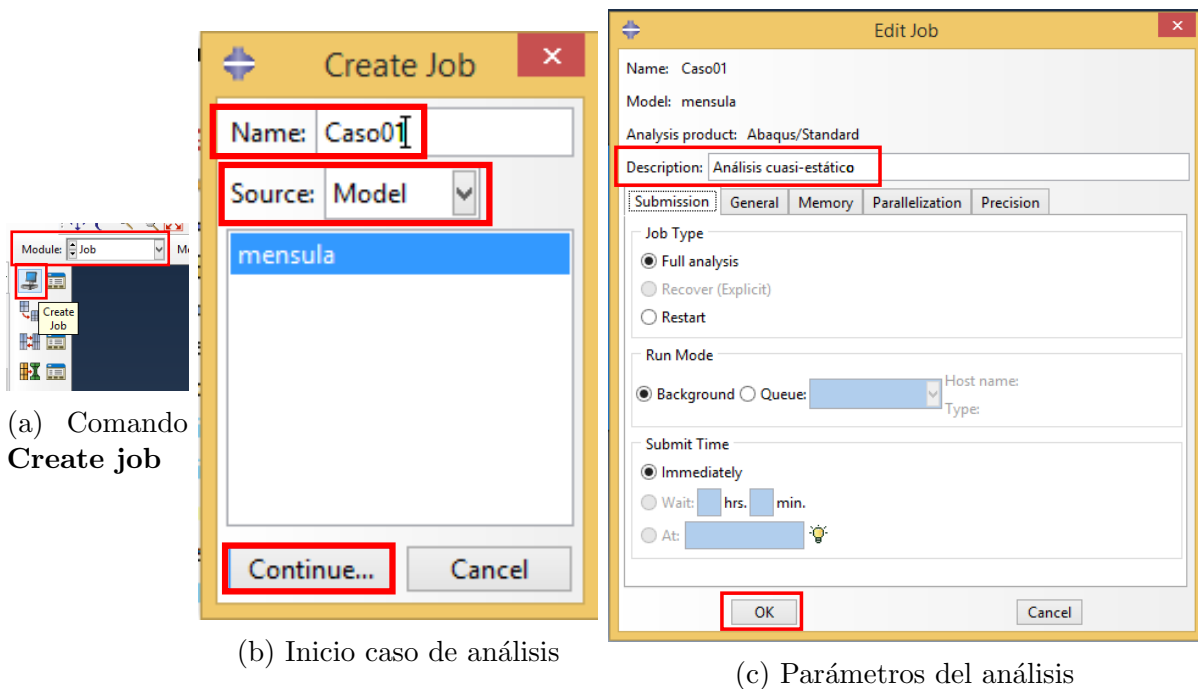 Module: Job
Create
Job
(a) Comando
Create job
Create Job
Name: Caso01
Source: Model
mensula
Continue... Cancel
(b) Inicio caso de análisis
Edit Job
Name: Caso01
Model: mensula
Analysis product: Abaqus/Standard
Description: Análisis cuasi-estático
Submission General Memory Parallelization Precision
Job Type
Full analysis
Recover (Explicit)
Restart
Run Mode
Background Queue: Host name:
Type:
Submit Time
Immediately
Wait: hrs. min.
At:
OK Cancel
(c) Parámetros del análisis